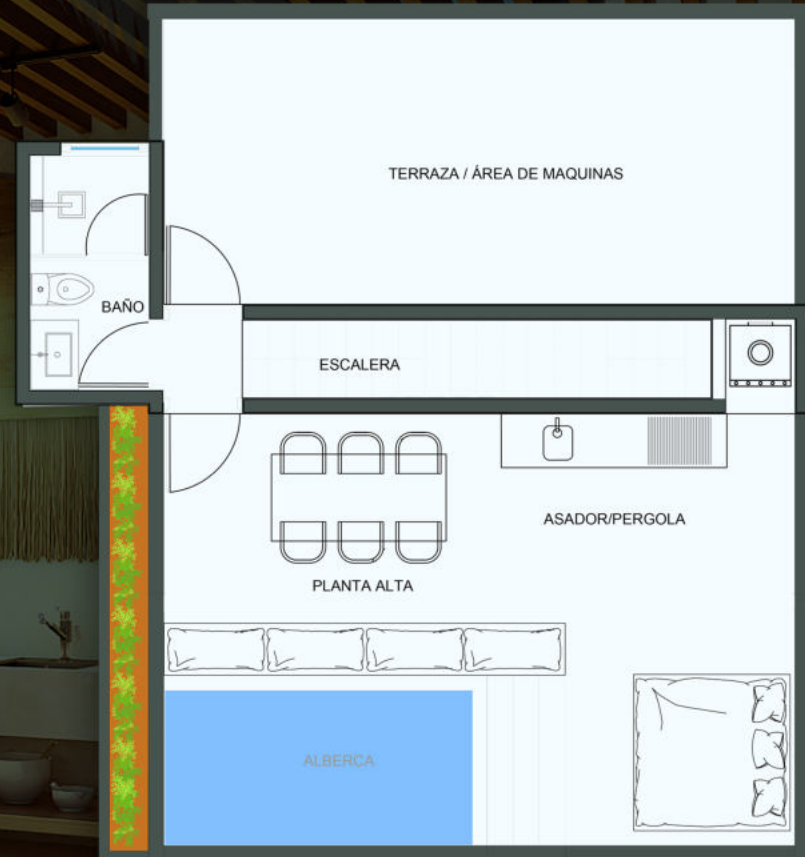 TERRAZA / ÁREA DE MAQUINAS
BAÑO
ESCALERA
ASADOR/PERGOLA
PLANTA ALTA
ALBERCA